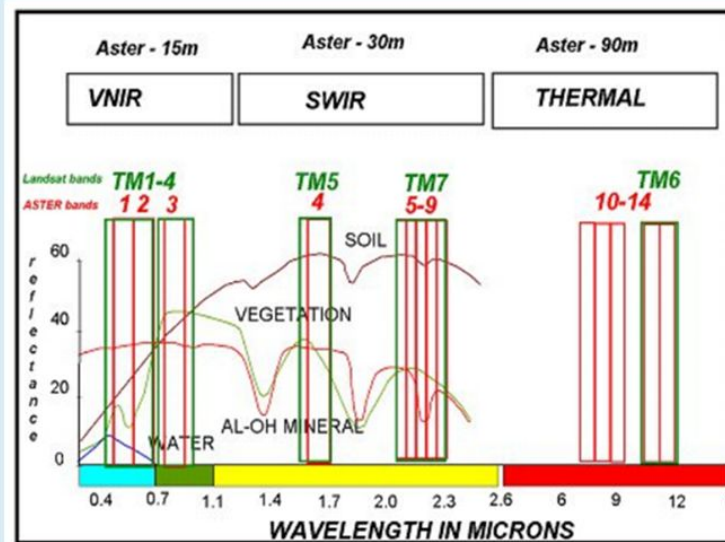 Aster - 15m Aster - 30m Aster - 90m
VNIR SWIR THERMAL
Landsat bands TM1-4 TM5 TM7 TM6
ASTER bands 1 2 3 4 5-9 10-14
SOIL
60
VEGETATION
40
20
AL-OH MINERAL
WATER
0
reflectance
0.4 0.7 1.1 1.4 1.7 2.0 2.3 2.6 6 9 12
WAVELENGTH IN MICRONS